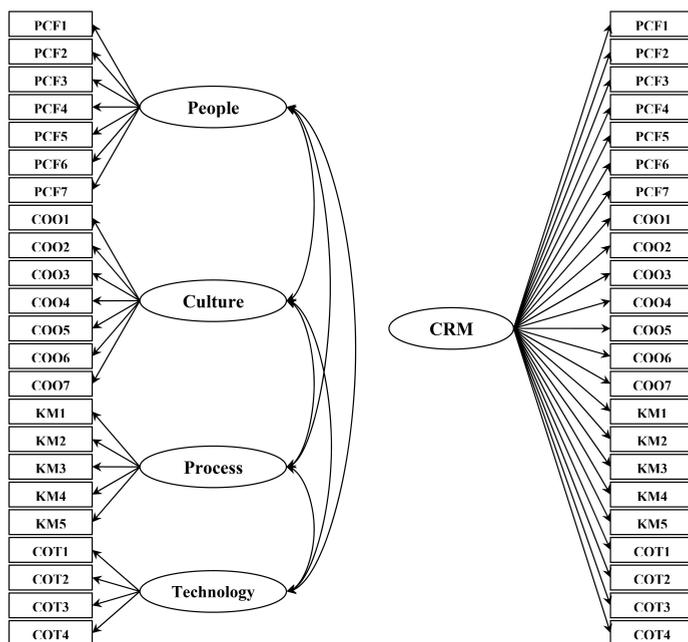 PCF1
PCF2
PCF3
PCF4
PCF5
PCF6
PCF7
COO1
COO2
COO3
COO4
COO5
COO6
COO7
KM1
KM2
KM3
KM4
KM5
COT1
COT2
COT3
COT4
People
Culture
Process
Technology
CRM
PCF1
PCF2
PCF3
PCF4
PCF5
PCF6
PCF7
COO1
COO2
COO3
COO4
COO5
COO6
COO7
KM1
KM2
KM3
KM4
KM5
COT1
COT2
COT3
COT4